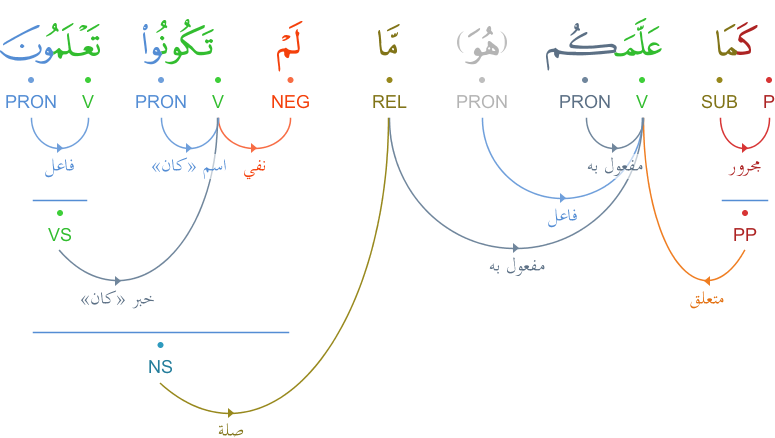 كَمَا عَلَّمَكُم (هُوَ) مَّا لَمْ تَكُونُوا۟ تَعْلَمُونَ
P SUB V PRON PRON REL NEG V PRON V PRON
مجرور مفعول به نفي اسم «كان» فاعل
فاعل
PP VS
مفعول به
متعلق خبر «كان»
NS
صلة